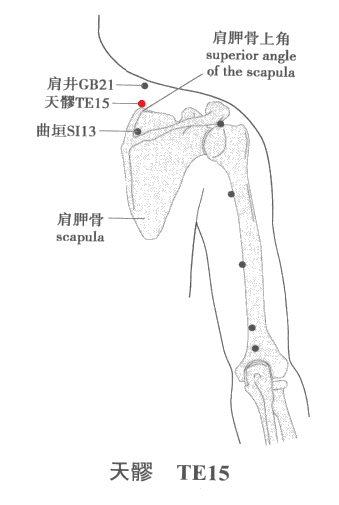 肩胛骨上角
superior angle
of the scapula
肩井GB21
天髎TE15
曲垣SI13
肩胛骨
scapula
天髎 TE15